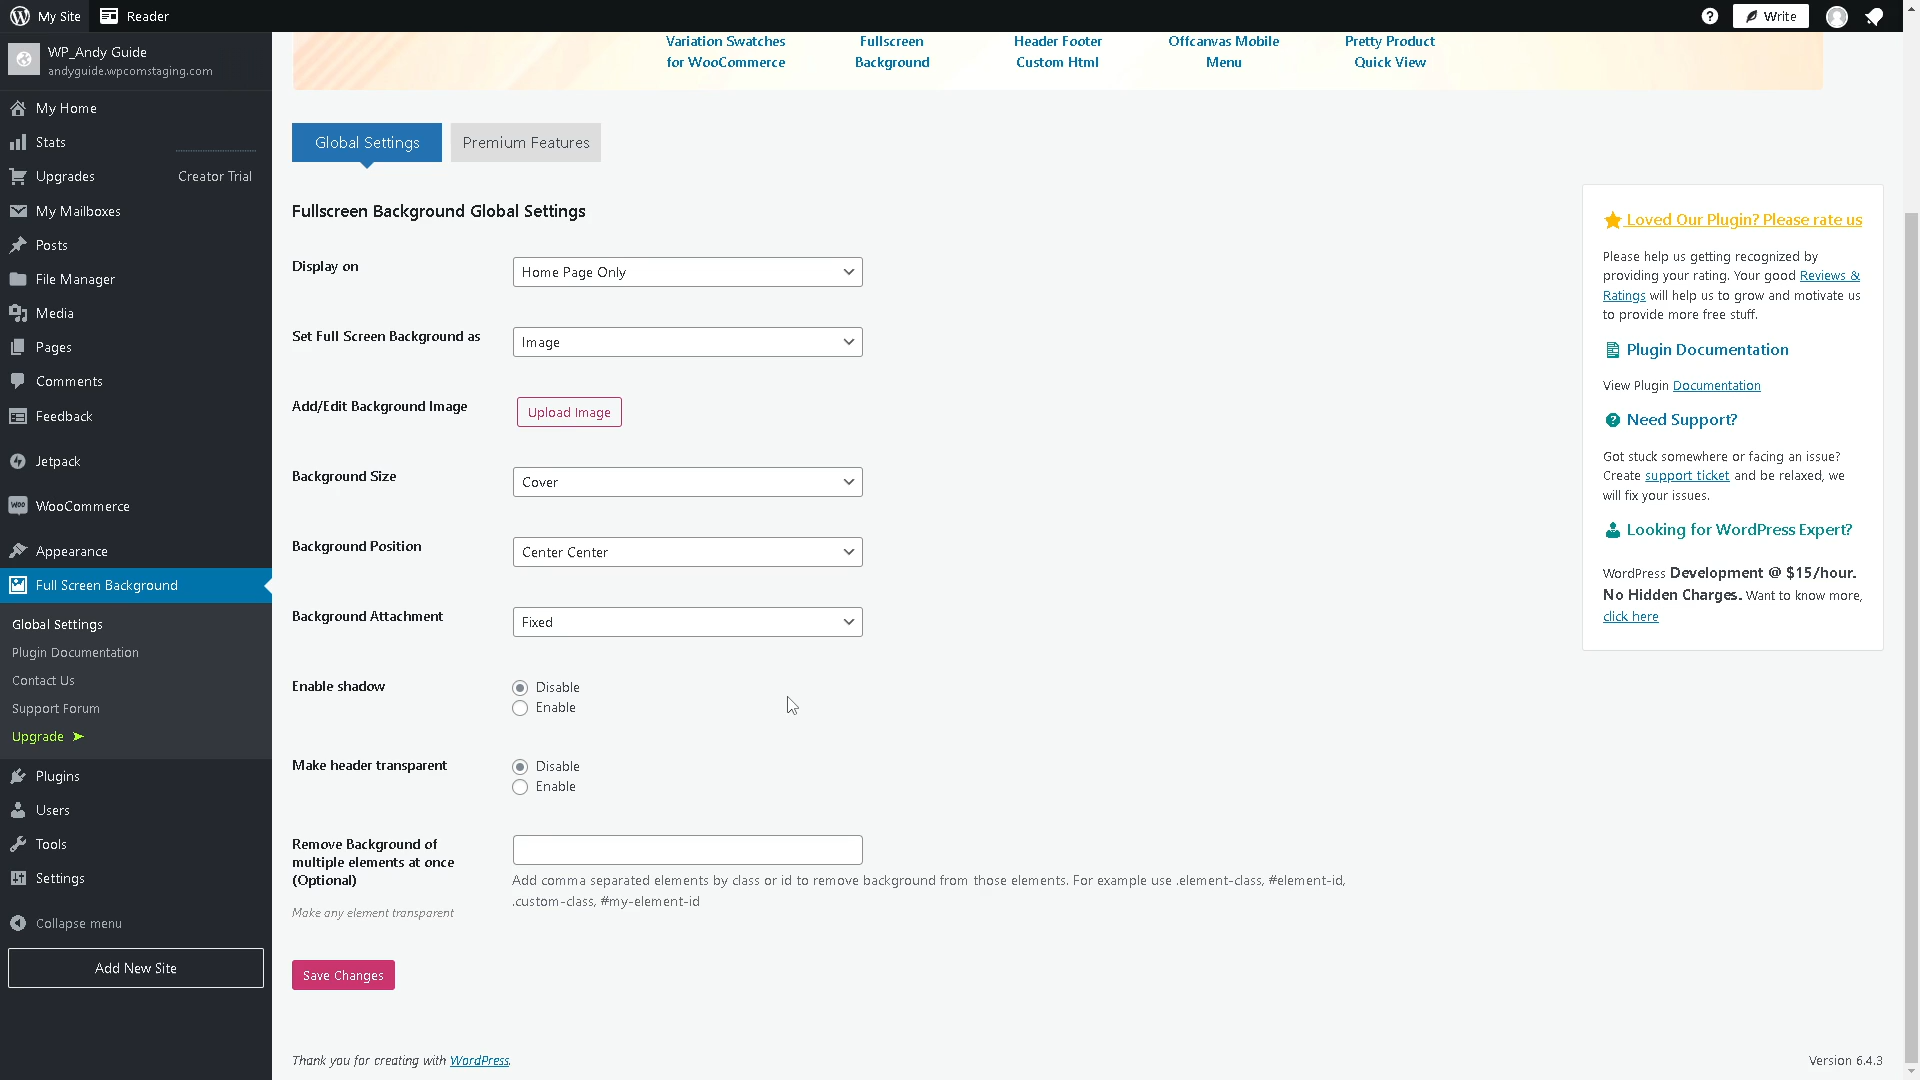 My Site
Reader
Write
WP_Andy Guide
andyguide.wpcomstaging.com
My Home
Stats
Upgrades
Creator Trial
My Mailboxes
Posts
File Manager
Media
Pages
Comments
Feedback
Jetpack
WooCommerce
Appearance
Full Screen Background
Global Settings
Plugin Documentation
Contact Us
Support Forum
Upgrade ➤
Plugins
Users
Tools
Settings
Collapse menu
Add New Site
Variation Swatches
for WooCommerce
Fullscreen
Background
Header Footer
Custom Html
Offcanvas Mobile
Menu
Pretty Product
Quick View
Global Settings
Premium Features
Fullscreen Background Global Settings
Display on
Home Page Only
Set Full Screen Background as
Image
Add/Edit Background Image
Upload Image
Background Size
Cover
Background Position
Center Center
Background Attachment
Fixed
Enable shadow
Disable
Enable
Make header transparent
Disable
Enable
Remove Background of
multiple elements at once
(Optional)
Make any element transparent
Add comma separated elements by class or id to remove background from those elements. For example use .element-class, #element-id,
.custom-class, #my-element-id
Save Changes
Loved Our Plugin? Please rate us
Please help us getting recognized by
providing your rating. Your good Reviews &
Ratings will help us to grow and motivate us
to provide more free stuff.
Plugin Documentation
View Plugin Documentation
Need Support?
Got stuck somewhere or facing an issue?
Create support ticket and be relaxed, we
will fix your issues.
Looking for WordPress Expert?
WordPress Development @ $15/hour.
No Hidden Charges. Want to know more,
click here
Thank you for creating with WordPress.
Version 6.4.3